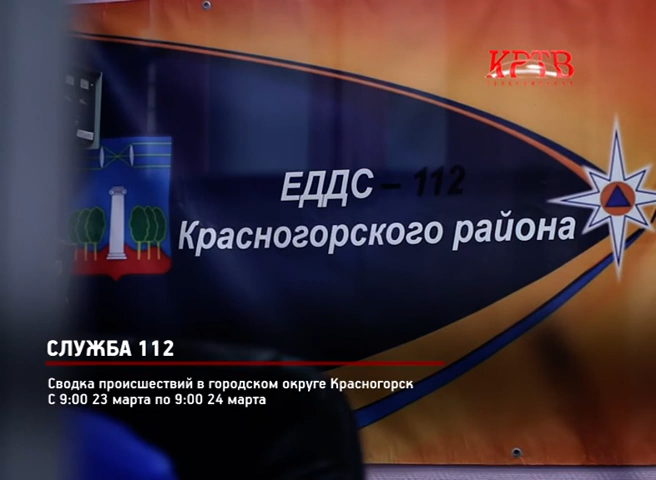 КРТВ
ЕДДС – 112
Красногорского района
СЛУЖБА 112
Сводка происшествий в городском округе Красногорск
С 9:00 23 марта по 9:00 24 марта